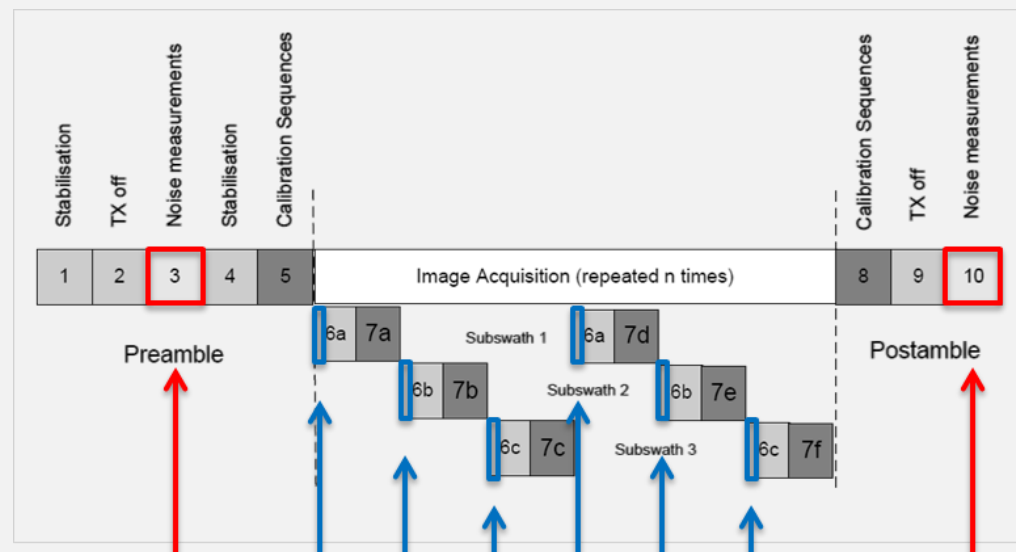 Stabilisation
TX off
Noise measurements
Stabilisation
Calibration Sequences
Calibration Sequences
TX off
Noise measurements
1 2 3 4 5 Image Acquisition (repeated n times) 8 9 10
Preamble
Postamble
6a 7a Subswath 1 6a 7d
6b 7b Subswath 2 6b 7e
6c 7c Subswath 3 6c 7f